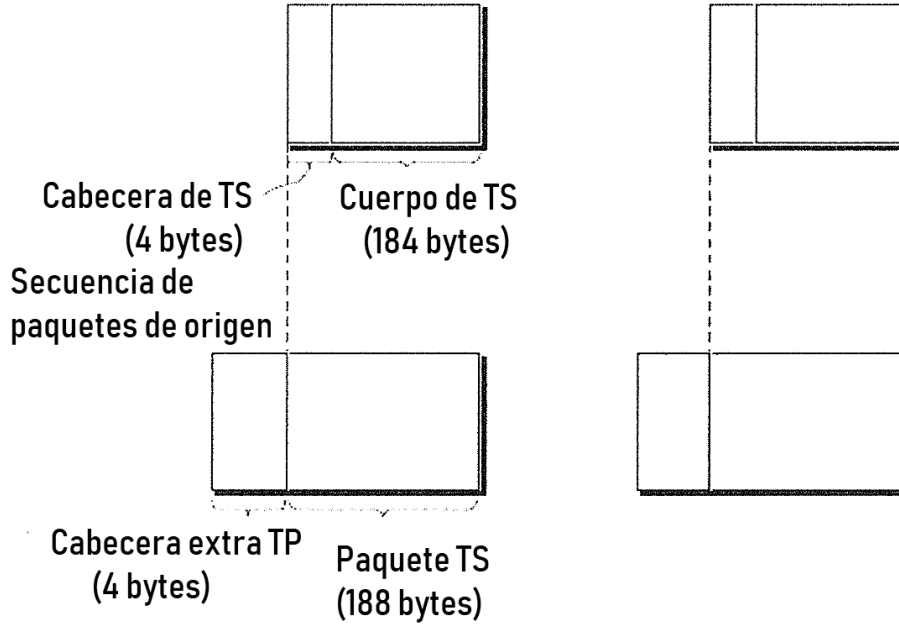 Cabecera de TS
(4 bytes)
Cuerpo de TS
(184 bytes)
Secuencia de
paquetes de origen
Cabecera extra TP
(4 bytes)
Paquete TS
(188 bytes)